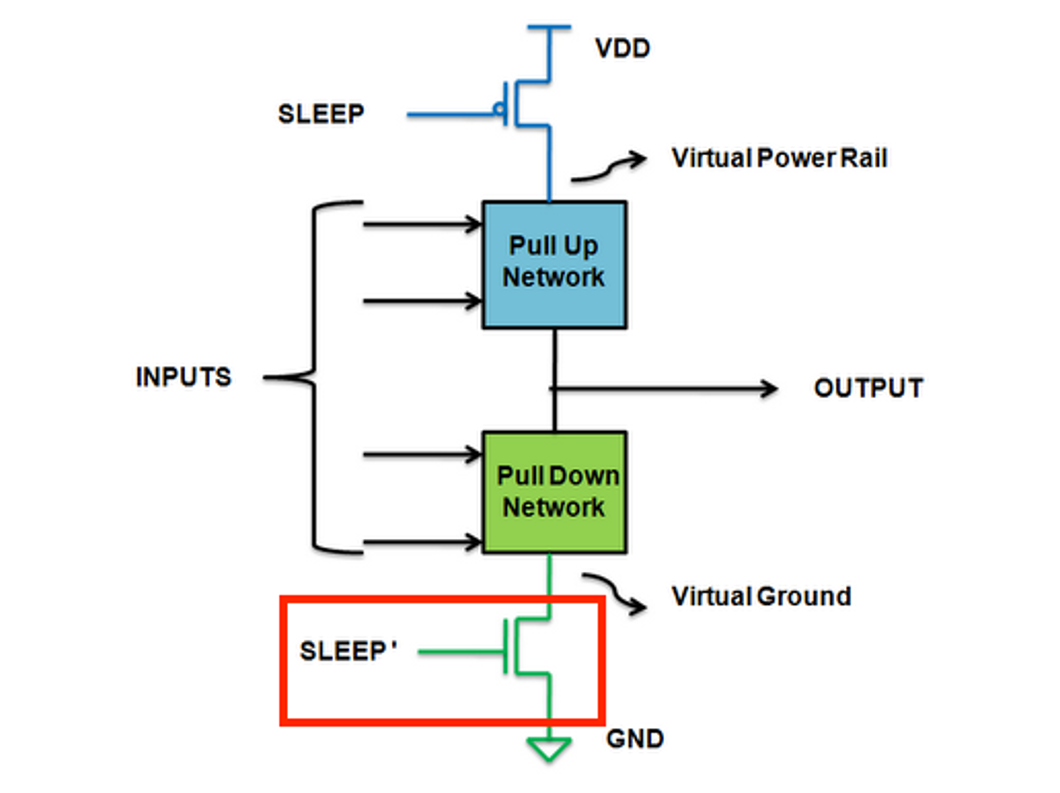 VDD
SLEEP
Virtual Power Rail
Pull Up
Network
INPUTS
OUTPUT
Pull Down
Network
Virtual Ground
SLEEP'
GND